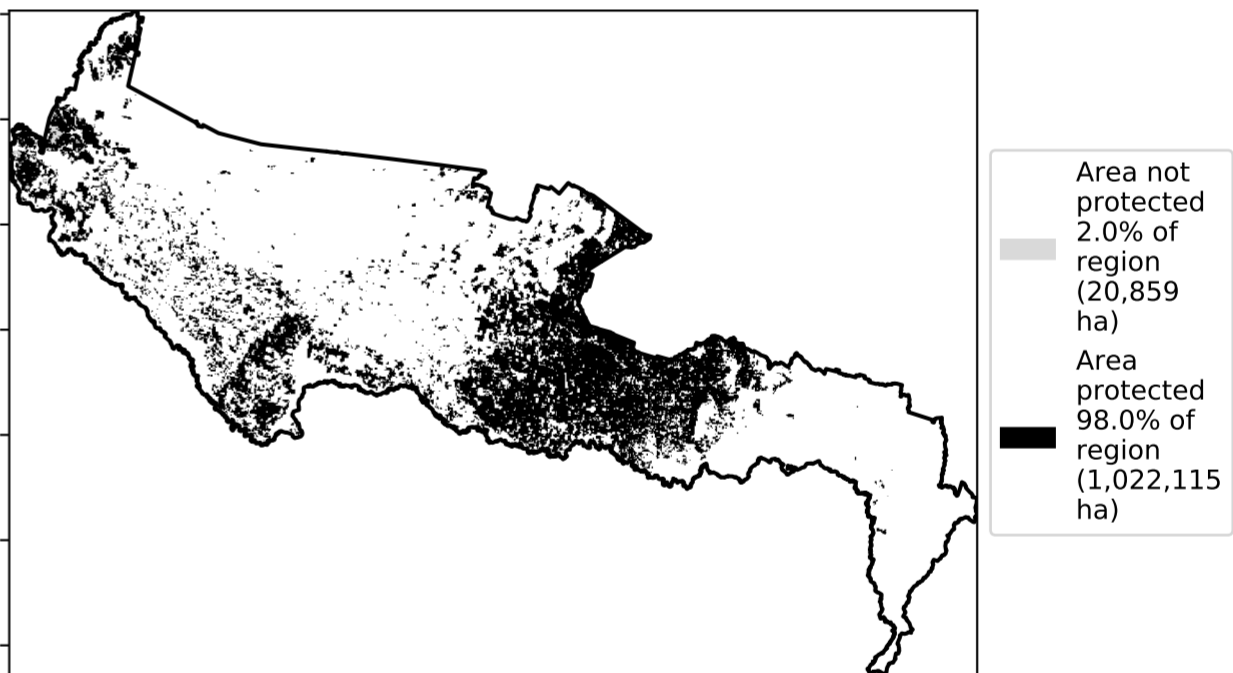 Area not
protected
2.0% of
region
(20,859
ha)
Area
protected
98.0% of
region
(1,022,115
ha)